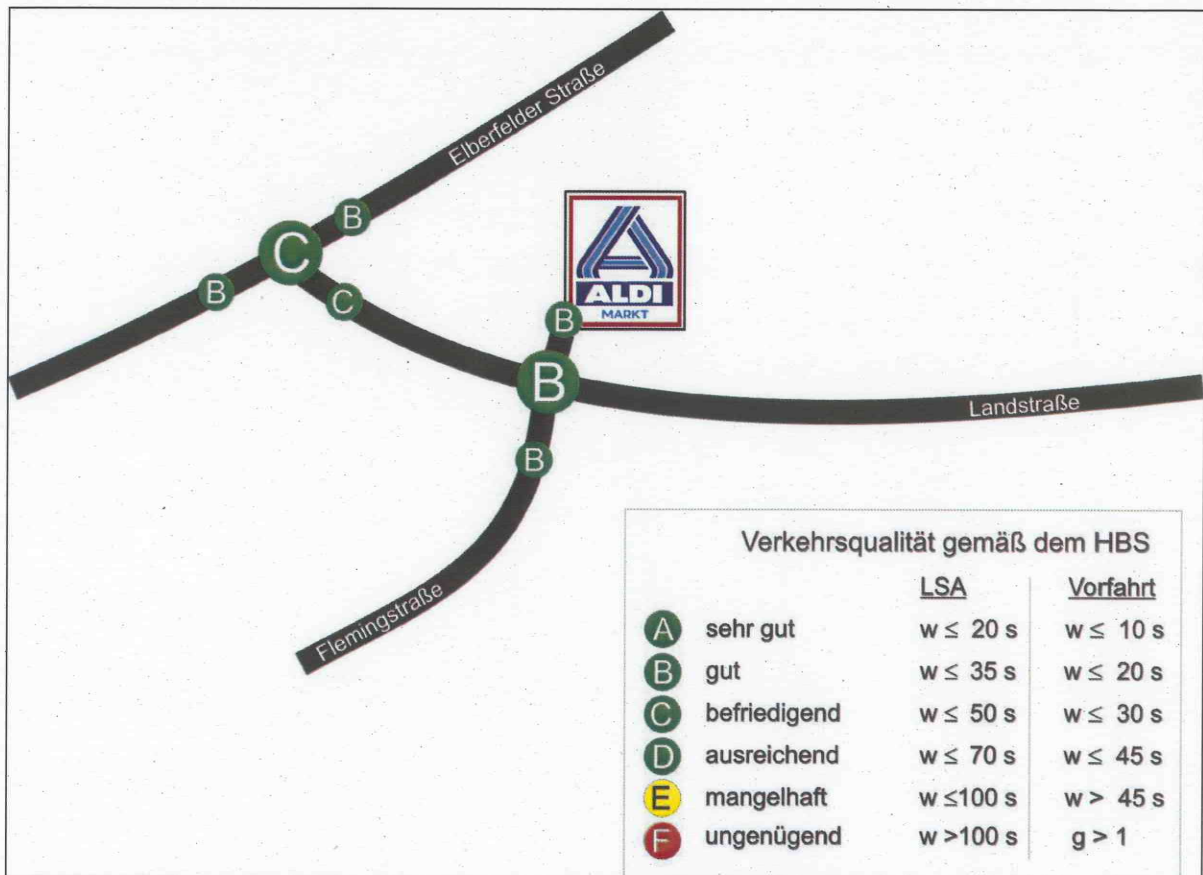 Elberfelder Straße
B
C
B
C
ALDI
MARKT
B
B
Landstraße
B
Flemingstraße
Verkehrsqualität gemäß dem HBS
LSA Vorfahrt
A sehr gut w ≤ 20 s w ≤ 10 s
B gut w ≤ 35 s w ≤ 20 s
C befriedigend w ≤ 50 s w ≤ 30 s
D ausreichend w ≤ 70 s w ≤ 45 s
E mangelhaft w ≤100 s w > 45 s
F ungenügend w >100 s g > 1